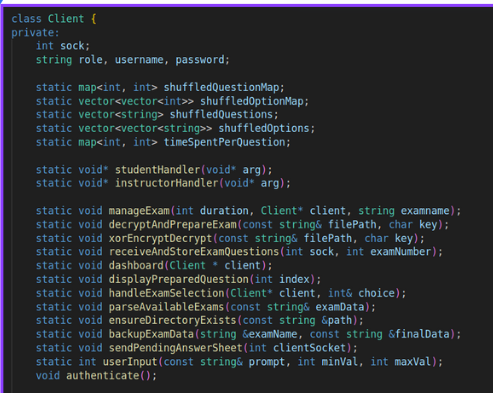 class Client {
private:
int sock;
string role, username, password;
static map<int, int> shuffledQuestionMap;
static vector<vector<int>> shuffledOptionMap;
static vector<string> shuffledQuestions;
static vector<vector<string>> shuffledOptions;
static map<int, int> timeSpentPerQuestion;
static void* studentHandler(void* arg);
static void* instructorHandler(void* arg);
static void manageExam(int duration, Client* client, string examname);
static void decryptAndPrepareExam(const string& filePath, char key);
static void xorEncryptDecrypt(const string& filePath, char key);
static void receiveAndStoreExamQuestions(int sock, int examNumber);
static void dashboard(Client * client);
static void displayPreparedQuestion(int index);
static void handleExamSelection(Client* client, int& choice);
static void parseAvailableExams(const string& examData);
static void ensureDirectoryExists(const string &path);
static void backupExamData(string &examName, const string &finalData);
static void sendPendingAnswerSheet(int clientSocket);
static int userInput(const string& prompt, int minVal, int maxVal);
void authenticate();